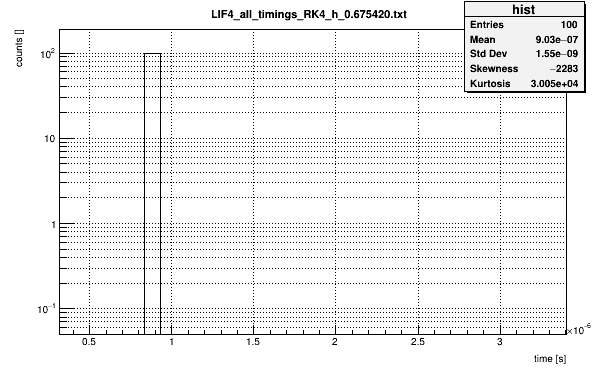 LIF4_all_timings_RK4_h_0.675420.txt
hist
Entries 100
Mean 9.03e−07
Std Dev 1.55e−09
Skewness −2283
Kurtosis 3.005e+04
counts []
10²
10
1
10⁻¹
0.5 1 1.5 2 2.5 3
×10⁻⁶
time [s]